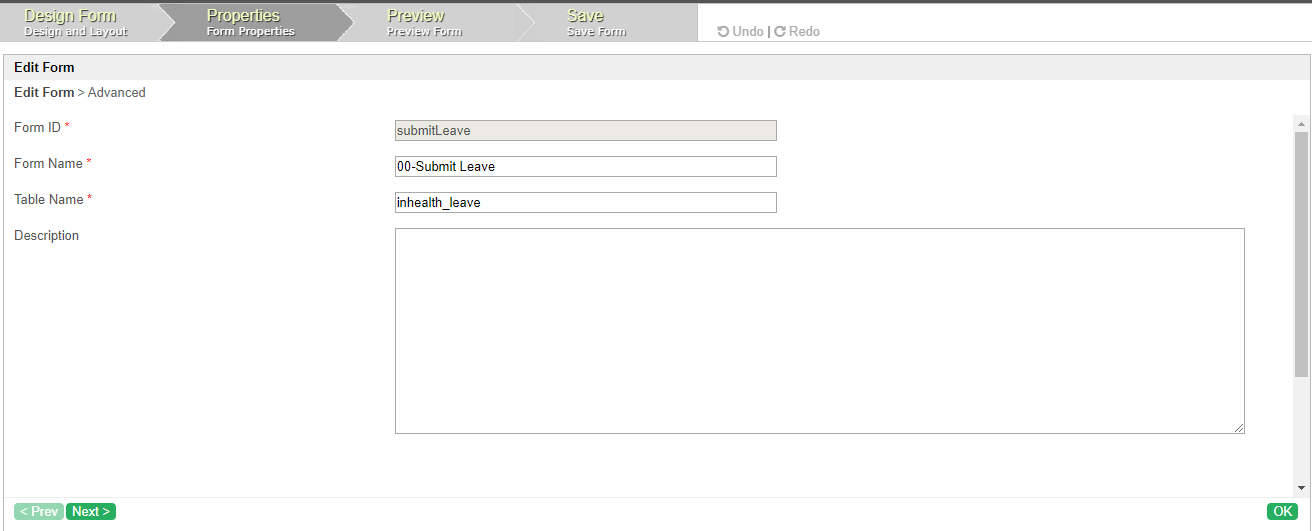 Design Form Properties Preview Save
Design and Layout Form Properties Preview Form Save Form
Undo | Redo
Edit Form
Edit Form > Advanced
Form ID * submitLeave
Form Name * 00-Submit Leave
Table Name * inhealth_leave
Description
< Prev Next > OK